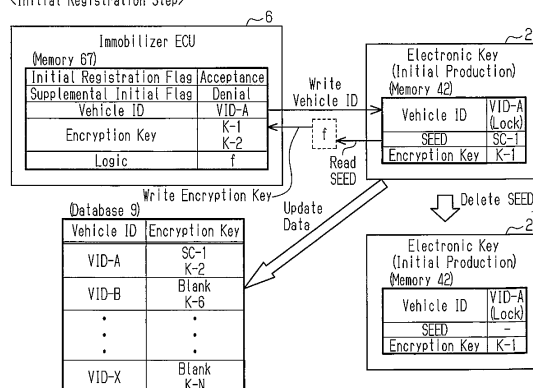 <Initial Registration Step>
6
Immobilizer ECU
(Memory 67)
Initial Registration Flag Acceptance
Supplemental Initial Flag Denial
Vehicle ID VID-A
Encryption Key K-1
K-2
Logic f
Write
Vehicle ID
f
Read
SEED
Write Encryption Key
2
Electronic Key
(Initial Production)
(Memory 42)
Vehicle ID VID-A
(Lock)
SEED SC-1
Encryption Key K-1
Delete SEED
2
Electronic Key
(Initial Production)
(Memory 42)
Vehicle ID VID-A
(Lock)
SEED -
Encryption Key K-1
Update
Data
(Database 9)
Vehicle ID Encryption Key
VID-A SC-1
K-2
VID-B Blank
K-6
VID-X Blank
K-N